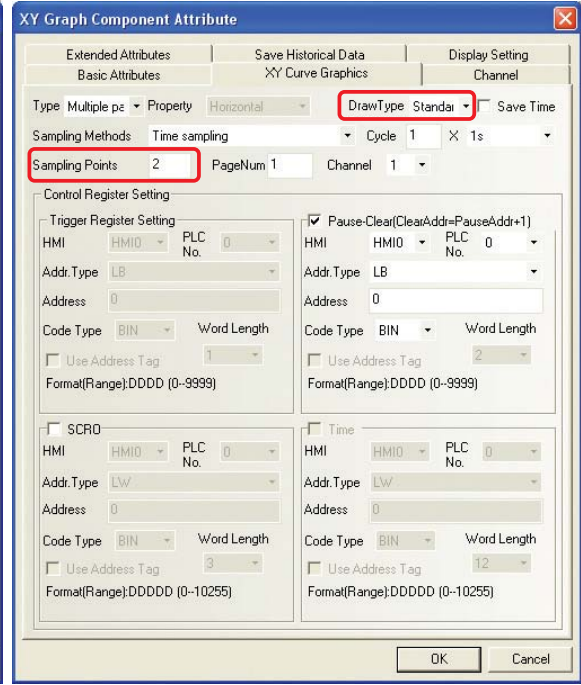 XY Graph Component Attribute
Extended Attributes Save Historical Data Display Setting
Basic Attributes XY Curve Graphics Channel
Type Multiple pa Property Horizontal DrawType Standar Save Time
Sampling Methods Time sampling Cycle 1 X 1s
Sampling Points 2 PageNum 1 Channel 1
Control Register Setting
Trigger Register Setting
HMI HMI0 PLC No. 0
Addr.Type LB
Address 0
Code Type BIN Word Length
Use Address Tag 1
Format(Range):DDDD (0--9999)
Pause-Clear(ClearAddr=PauseAddr+1)
HMI HMI0 PLC No. 0
Addr.Type LB
Address 0
Code Type BIN Word Length
Use Address Tag 2
Format(Range):DDDD (0--9999)
SCRO
HMI HMI0 PLC No. 0
Addr.Type LW
Address 0
Code Type BIN Word Length
Use Address Tag 3
Format(Range):DDDDD (0--10255)
Time
HMI HMI0 PLC No. 0
Addr.Type LW
Address 0
Code Type BIN Word Length
Use Address Tag 12
Format(Range):DDDDD (0--10255)
OK Cancel